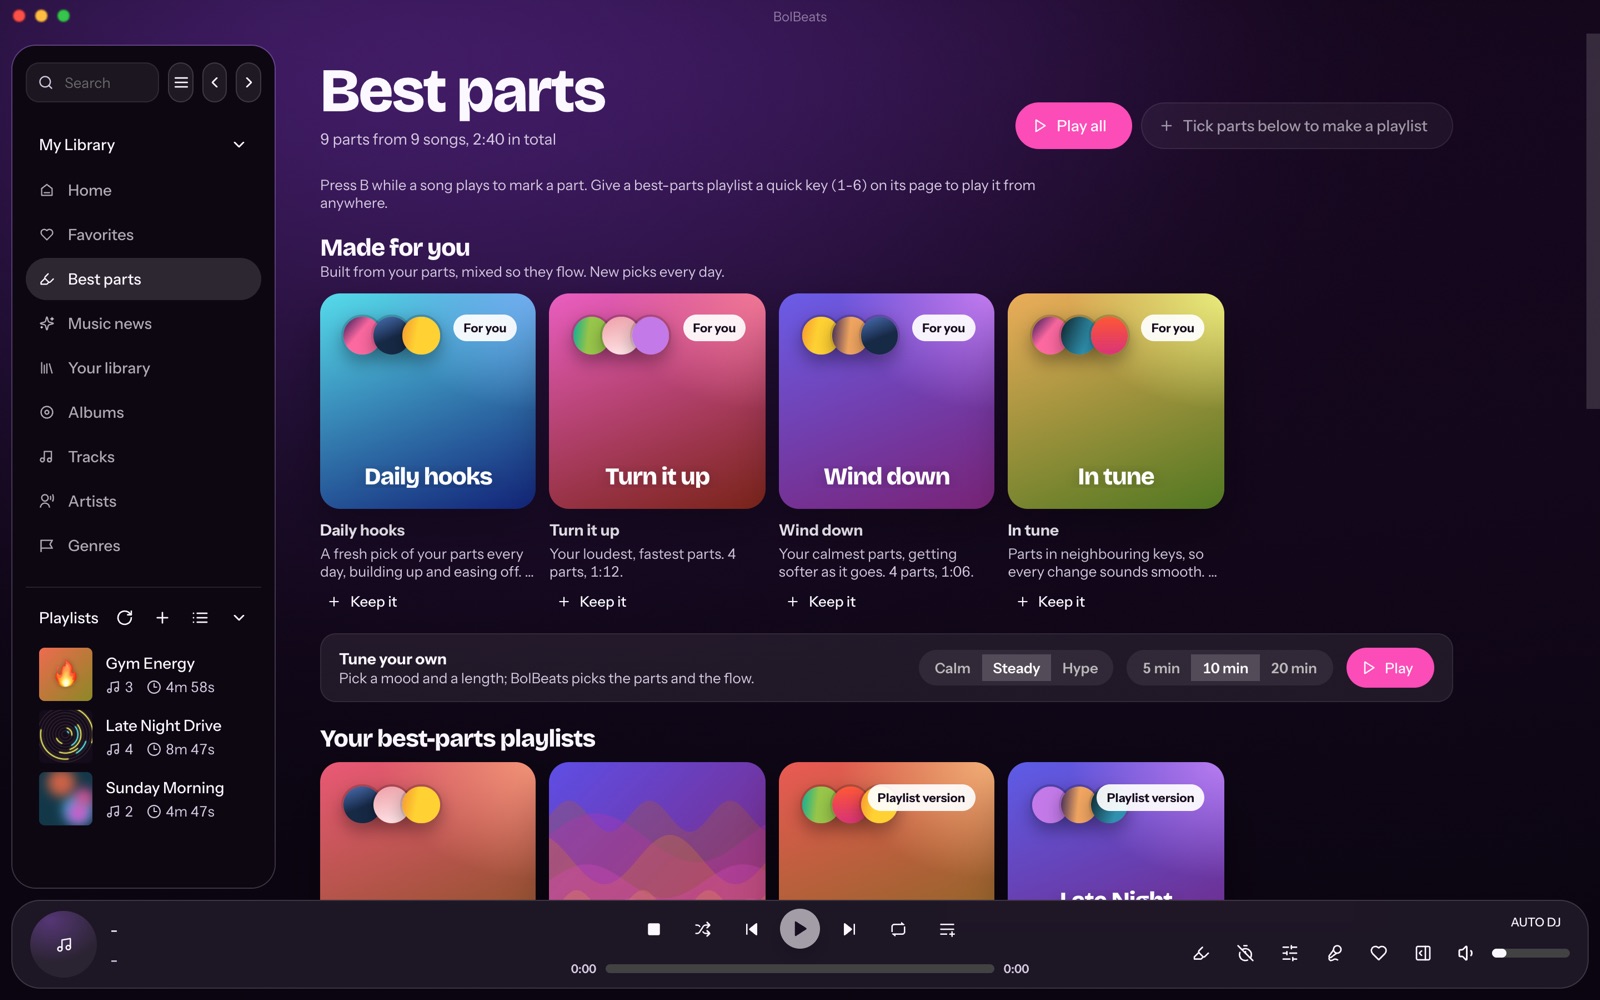 BolBeats
Search
My Library
Home
Favorites
Best parts
Music news
Your library
Albums
Tracks
Artists
Genres
Playlists
Gym Energy
3 4m 58s
Late Night Drive
4 8m 47s
Sunday Morning
2 4m 47s
Best parts
9 parts from 9 songs, 2:40 in total
Play all
Tick parts below to make a playlist
Press B while a song plays to mark a part. Give a best-parts playlist a quick key (1-6) on its page to play it from
anywhere.
Made for you
Built from your parts, mixed so they flow. New picks every day.
For you
Daily hooks
For you
Turn it up
For you
Wind down
For you
In tune
Daily hooks
A fresh pick of your parts every
day, building up and easing off. ...
Keep it
Turn it up
Your loudest, fastest parts. 4
parts, 1:12.
Keep it
Wind down
Your calmest parts, getting
softer as it goes. 4 parts, 1:06.
Keep it
In tune
Parts in neighbouring keys, so
every change sounds smooth. ...
Keep it
Tune your own
Pick a mood and a length; BolBeats picks the parts and the flow.
Calm Steady Hype
5 min 10 min 20 min
Play
Your best-parts playlists
Playlist version
Playlist version
Late Night
-
-
0:00
0:00
AUTO DJ